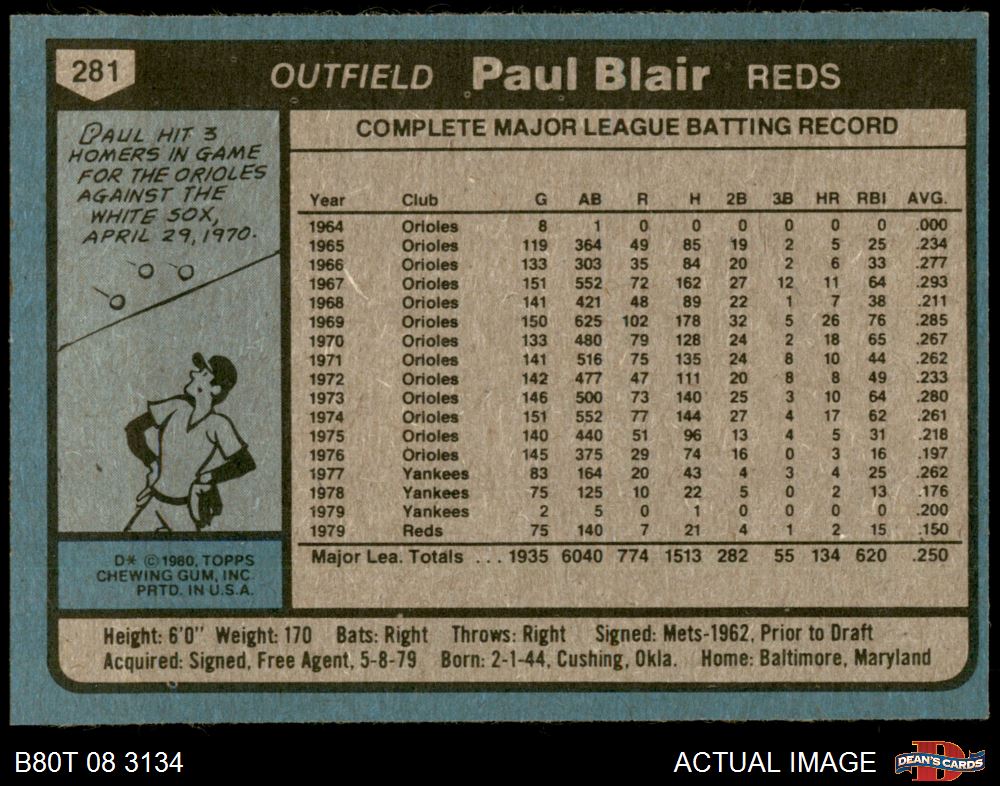 281
OUTFIELD Paul Blair REDS
PAUL HIT 3
HOMERS IN GAME
FOR THE ORIOLES
AGAINST THE
WHITE SOX,
APRIL 29, 1970.
D* ©1980, TOPPS
CHEWING GUM, INC.
PRTD. IN U.S.A.
COMPLETE MAJOR LEAGUE BATTING RECORD
Year Club G AB R H 2B 3B HR RBI AVG.
1964 Orioles 8 1 0 0 0 0 0 0 .000
1965 Orioles 119 364 49 85 19 2 5 25 .234
1966 Orioles 133 303 35 84 20 2 6 33 .277
1967 Orioles 151 552 72 162 27 12 11 64 .293
1968 Orioles 141 421 48 89 22 1 7 38 .211
1969 Orioles 150 625 102 178 32 5 26 76 .285
1970 Orioles 133 480 79 128 24 2 18 65 .267
1971 Orioles 141 516 75 135 24 8 10 44 .262
1972 Orioles 142 477 47 111 20 8 8 49 .233
1973 Orioles 146 500 73 140 25 3 10 64 .280
1974 Orioles 151 552 77 144 27 4 17 62 .261
1975 Orioles 140 440 51 96 13 4 5 31 .218
1976 Orioles 145 375 29 74 16 0 3 16 .197
1977 Yankees 83 164 20 43 4 3 4 25 .262
1978 Yankees 75 125 10 22 5 0 2 13 .176
1979 Yankees 2 5 0 1 0 0 0 0 .200
1979 Reds 75 140 7 21 4 1 2 15 .150
Major Lea. Totals . . . 1935 6040 774 1513 282 55 134 620 .250
Height: 6'0" Weight: 170 Bats: Right Throws: Right Signed: Mets-1962, Prior to Draft
Acquired: Signed, Free Agent, 5-8-79 Born: 2-1-44, Cushing, Okla. Home: Baltimore, Maryland
B80T 08 3134 ACTUAL IMAGE
DEAN'S CARDS